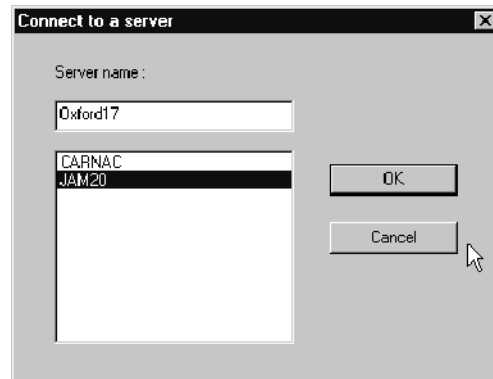 Connect to a server
Server name :
Oxford17
CARNAC
JAM20
OK
Cancel